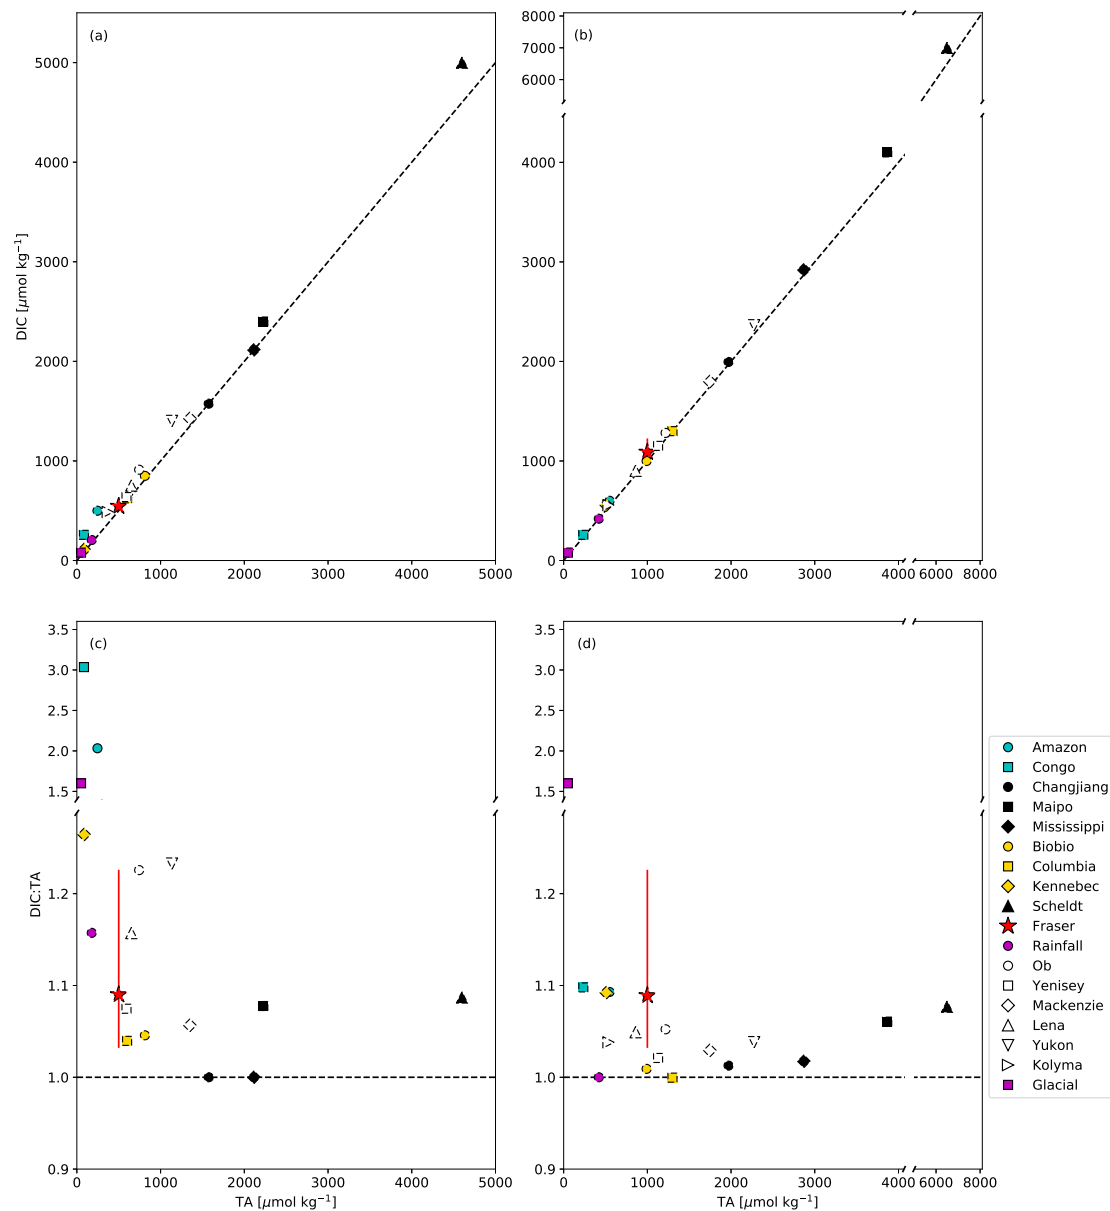 (a)
5000
4000
3000
2000
1000
0
DIC [μmol kg⁻¹]
0 1000 2000 3000 4000 5000
(b)
8000
7000
6000
4000
3000
2000
1000
0
0 1000 2000 3000 4000 6000 8000
(c)
3.5
3.0
2.5
2.0
1.5
1.2
1.1
1.0
0.9
DIC:TA
0 1000 2000 3000 4000 5000
TA [μmol kg⁻¹]
(d)
3.5
3.0
2.5
2.0
1.5
1.2
1.1
1.0
0.9
0 1000 2000 3000 4000 6000 8000
TA [μmol kg⁻¹]
Amazon
Congo
Changjiang
Maipo
Mississippi
Biobio
Columbia
Kennebec
Scheldt
Fraser
Rainfall
Ob
Yenisey
Mackenzie
Lena
Yukon
Kolyma
Glacial